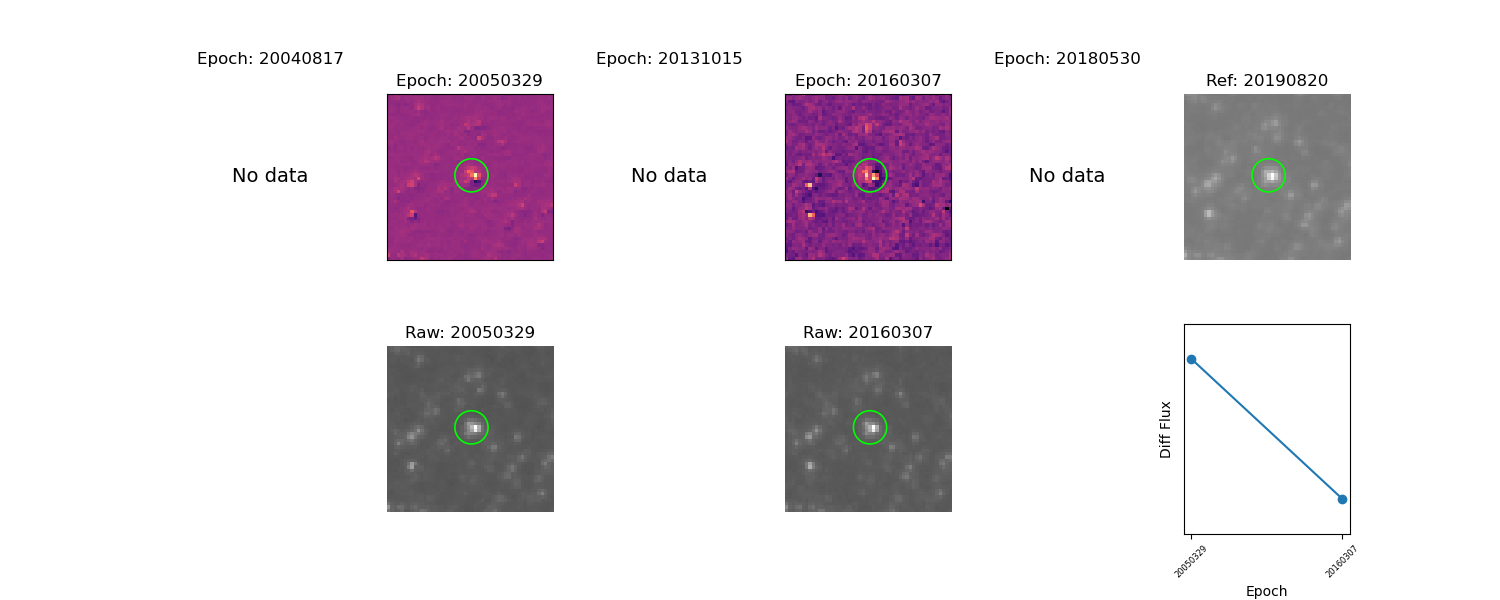 Epoch: 20040817
Epoch: 20131015
Epoch: 20180530
Epoch: 20050329
Epoch: 20160307
Ref: 20190820
No data
No data
No data
Raw: 20050329
Raw: 20160307
Diff Flux
20050329
20160307
Epoch